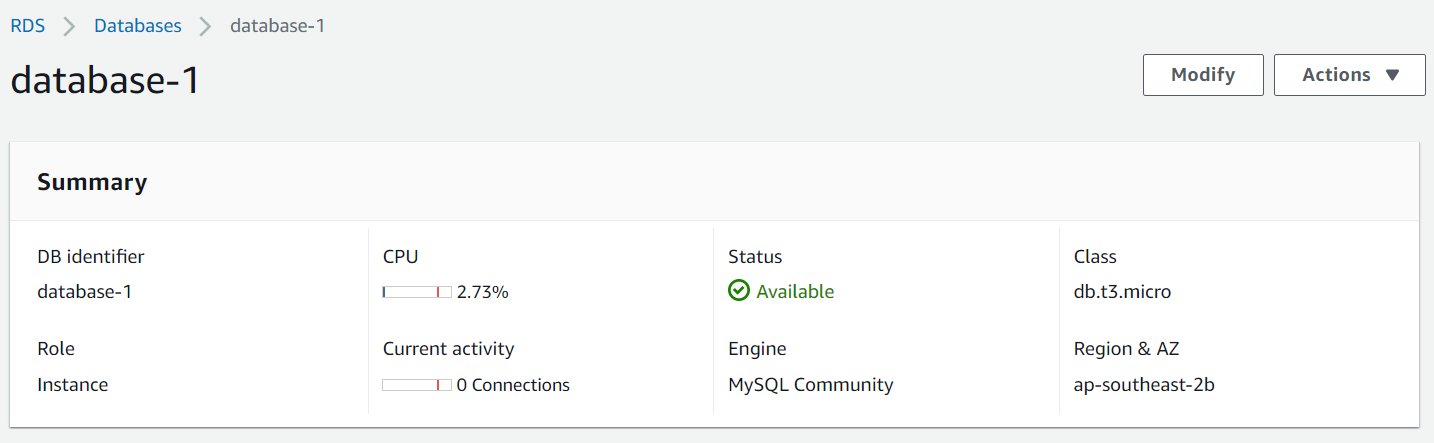 RDS Databases database-1
database-1
Modify Actions
Summary
DB identifier CPU Status Class
database-1 2.73% Available db.t3.micro
Role Current activity Engine Region & AZ
Instance 0 Connections MySQL Community ap-southeast-2b